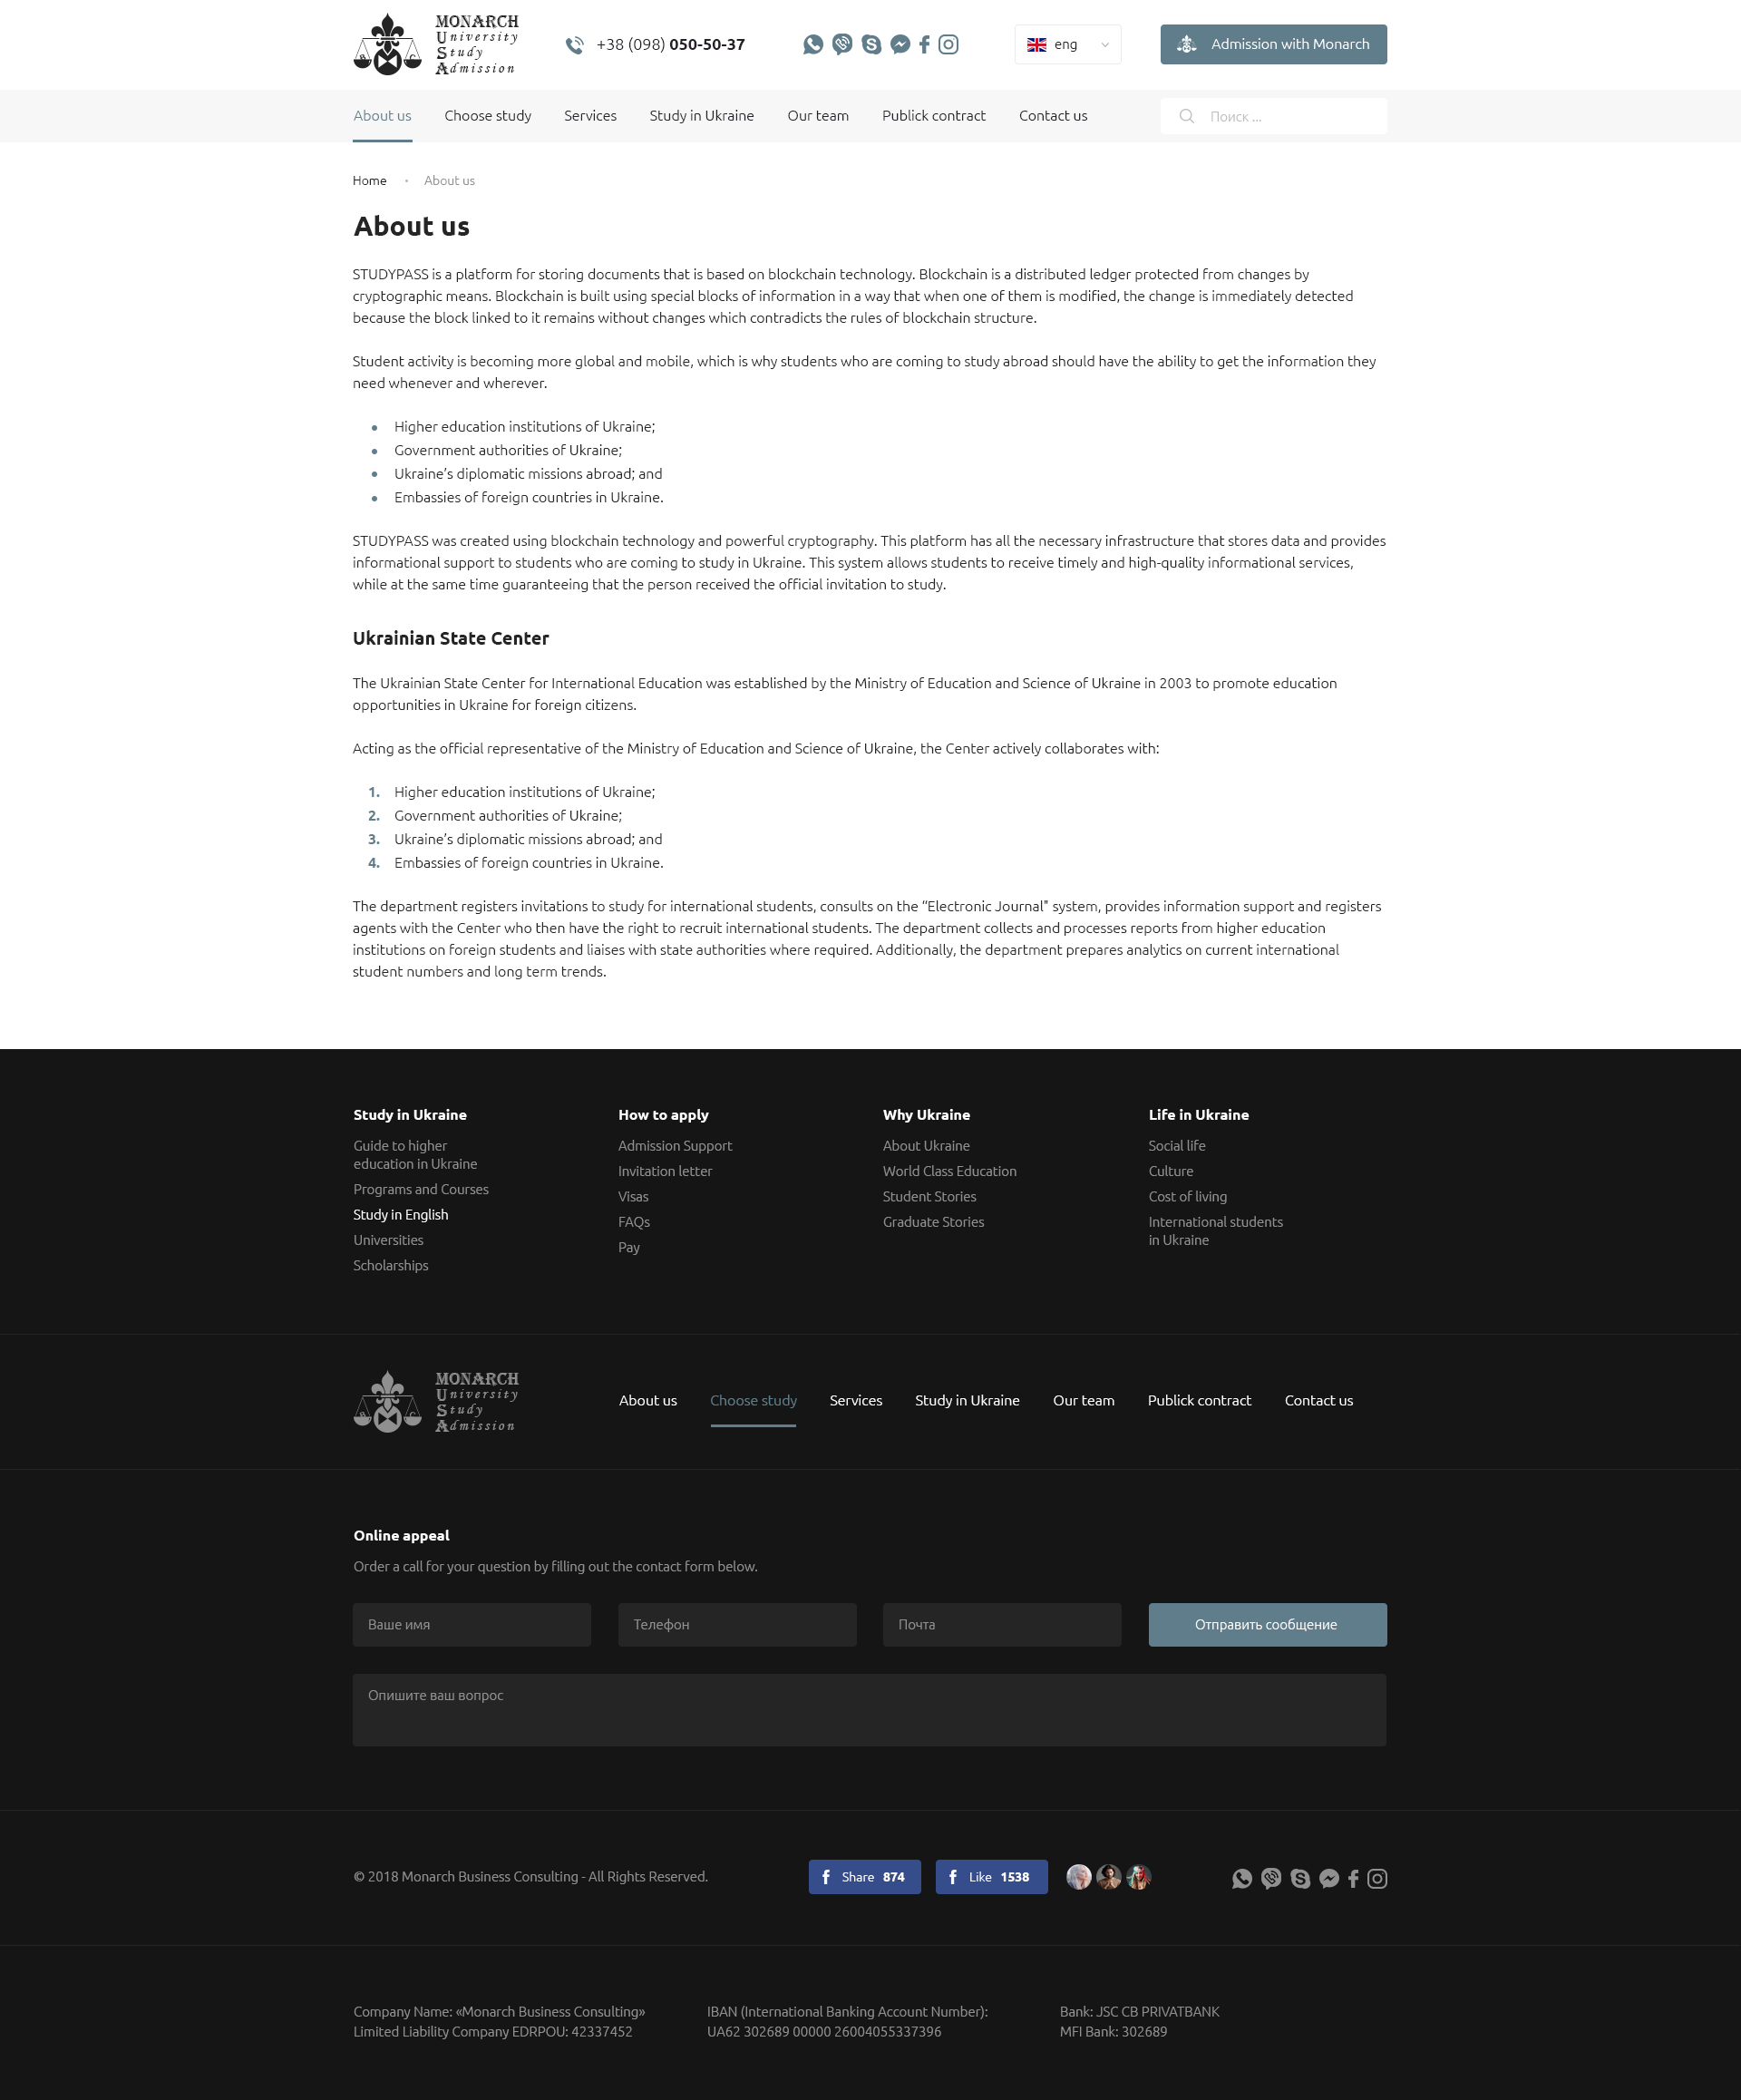 MONARCH
University
Study
Admission
+38 (098) 050-50-37
eng
Admission with Monarch
About us
Choose study
Services
Study in Ukraine
Our team
Publick contract
Contact us
Поиск ...
Home • About us
About us
STUDYPASS is a platform for storing documents that is based on blockchain technology. Blockchain is a distributed ledger protected from changes by
cryptographic means. Blockchain is built using special blocks of information in a way that when one of them is modified, the change is immediately detected
because the block linked to it remains without changes which contradicts the rules of blockchain structure.
Student activity is becoming more global and mobile, which is why students who are coming to study abroad should have the ability to get the information they
need whenever and wherever.
• Higher education institutions of Ukraine;
• Government authorities of Ukraine;
• Ukraine’s diplomatic missions abroad; and
• Embassies of foreign countries in Ukraine.
STUDYPASS was created using blockchain technology and powerful cryptography. This platform has all the necessary infrastructure that stores data and provides
informational support to students who are coming to study in Ukraine. This system allows students to receive timely and high-quality informational services,
while at the same time guaranteeing that the person received the official invitation to study.
Ukrainian State Center
The Ukrainian State Center for International Education was established by the Ministry of Education and Science of Ukraine in 2003 to promote education
opportunities in Ukraine for foreign citizens.
Acting as the official representative of the Ministry of Education and Science of Ukraine, the Center actively collaborates with:
1. Higher education institutions of Ukraine;
2. Government authorities of Ukraine;
3. Ukraine’s diplomatic missions abroad; and
4. Embassies of foreign countries in Ukraine.
The department registers invitations to study for international students, consults on the “Electronic Journal" system, provides information support and registers
agents with the Center who then have the right to recruit international students. The department collects and processes reports from higher education
institutions on foreign students and liaises with state authorities where required. Additionally, the department prepares analytics on current international
student numbers and long term trends.
Study in Ukraine
Guide to higher
education in Ukraine
Programs and Courses
Study in English
Universities
Scholarships
How to apply
Admission Support
Invitation letter
Visas
FAQs
Pay
Why Ukraine
About Ukraine
World Class Education
Student Stories
Graduate Stories
Life in Ukraine
Social life
Culture
Cost of living
International students
in Ukraine
MONARCH
University
Study
Admission
About us
Choose study
Services
Study in Ukraine
Our team
Publick contract
Contact us
Online appeal
Order a call for your question by filling out the contact form below.
Ваше имя
Телефон
Почта
Отправить сообщение
Опишите ваш вопрос
© 2018 Monarch Business Consulting - All Rights Reserved.
Share 874
Like 1538
Company Name: «Monarch Business Consulting»
Limited Liability Company EDRPOU: 42337452
IBAN (International Banking Account Number):
UA62 302689 00000 26004055337396
Bank: JSC CB PRIVATBANK
MFI Bank: 302689